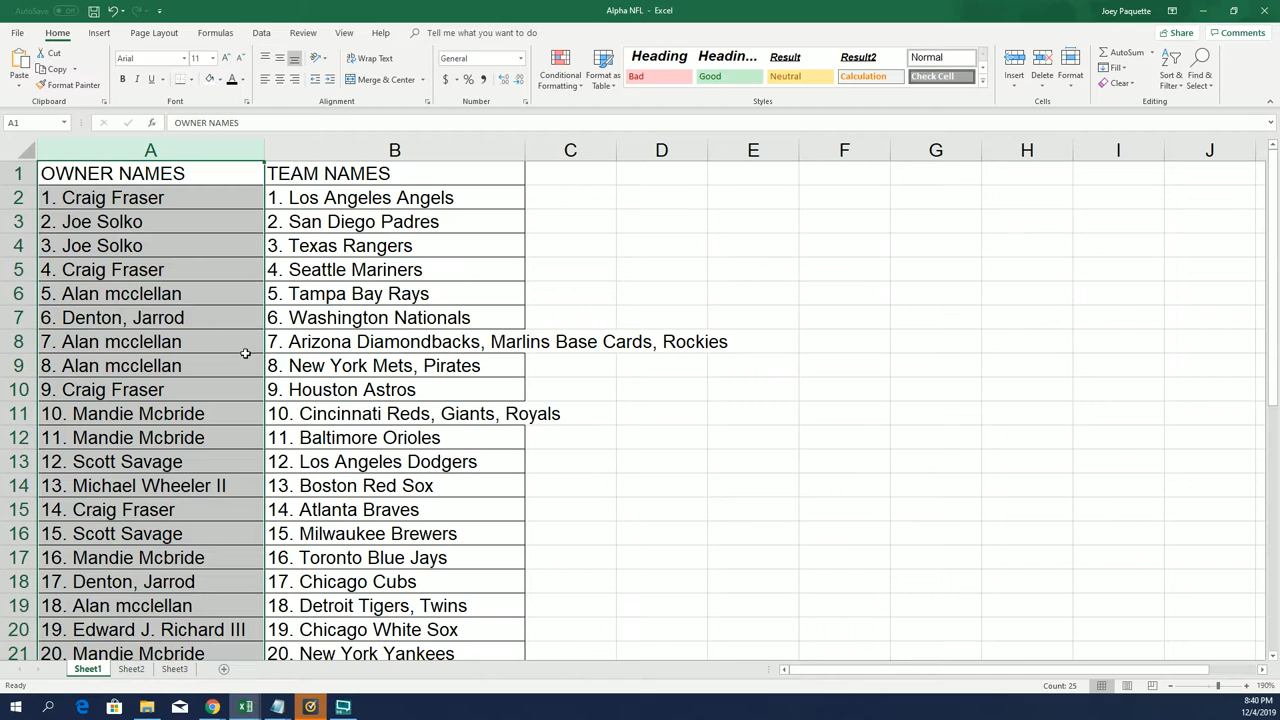 AutoSave Off
Alpha NFL - Excel
Joey Paquette
File Home Insert Page Layout Formulas Data Review View Help Tell me what you want to do
Share Comments
Paste
Cut
Copy
Format Painter
Clipboard
Arial 11
B I U
Font
Wrap Text
Merge & Center
Alignment
General
$ % ,
Number
Conditional Formatting
Format as Table
Heading Headin... Result Result2 Normal
Bad Good Neutral Calculation Check Cell
Styles
Insert Delete Format
Cells
AutoSum
Fill
Clear
Sort & Filter
Find & Select
Editing
A1 fx OWNER NAMES
A B C D E F G H I J
1 OWNER NAMES TEAM NAMES
2 1. Craig Fraser 1. Los Angeles Angels
3 2. Joe Solko 2. San Diego Padres
4 3. Joe Solko 3. Texas Rangers
5 4. Craig Fraser 4. Seattle Mariners
6 5. Alan mcclellan 5. Tampa Bay Rays
7 6. Denton, Jarrod 6. Washington Nationals
8 7. Alan mcclellan 7. Arizona Diamondbacks, Marlins Base Cards, Rockies
9 8. Alan mcclellan 8. New York Mets, Pirates
10 9. Craig Fraser 9. Houston Astros
11 10. Mandie Mcbride 10. Cincinnati Reds, Giants, Royals
12 11. Mandie Mcbride 11. Baltimore Orioles
13 12. Scott Savage 12. Los Angeles Dodgers
14 13. Michael Wheeler II 13. Boston Red Sox
15 14. Craig Fraser 14. Atlanta Braves
16 15. Scott Savage 15. Milwaukee Brewers
17 16. Mandie Mcbride 16. Toronto Blue Jays
18 17. Denton, Jarrod 17. Chicago Cubs
19 18. Alan mcclellan 18. Detroit Tigers, Twins
20 19. Edward J. Richard III 19. Chicago White Sox
21 20. Mandie Mcbride 20. New York Yankees
Sheet1 Sheet2 Sheet3
Ready Count: 25 190%
8:40 PM
12/4/2019